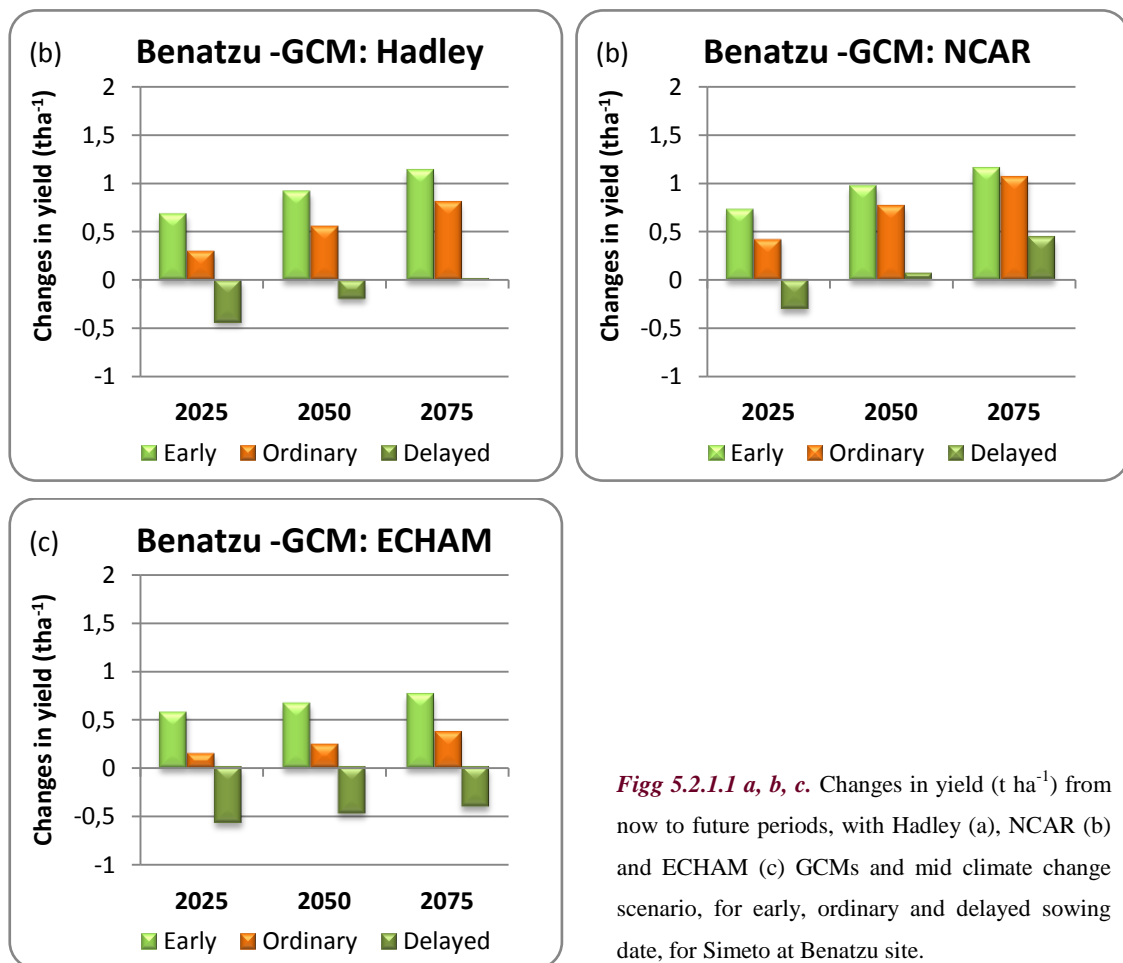 (b) Benatzu -GCM: Hadley
Changes in yield (tha-1)
2
1,5
1
0,5
0
-0,5
-1
2025 2050 2075
Early Ordinary Delayed
(b) Benatzu -GCM: NCAR
Changes in yield (tha-1)
2
1,5
1
0,5
0
-0,5
-1
2025 2050 2075
Early Ordinary Delayed
(c) Benatzu -GCM: ECHAM
Changes in yield (tha-1)
2
1,5
1
0,5
0
-0,5
-1
2025 2050 2075
Early Ordinary Delayed
Figg 5.2.1.1 a, b, c. Changes in yield (t ha-1) from
now to future periods, with Hadley (a), NCAR (b)
and ECHAM (c) GCMs and mid climate change
scenario, for early, ordinary and delayed sowing
date, for Simeto at Benatzu site.